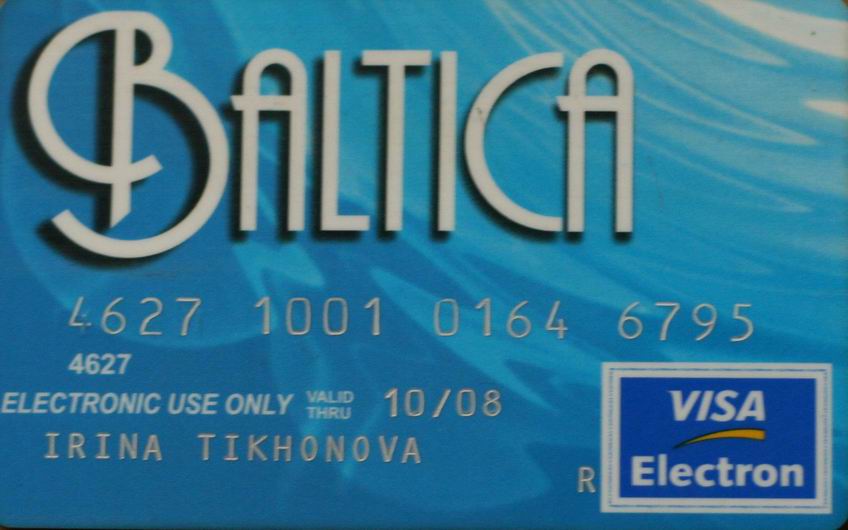 BALTICA
4627 1001 0164 6795
4627
ELECTRONIC USE ONLY VALID THRU 10/08
IRINA TIKHONOVA
R
VISA
Electron